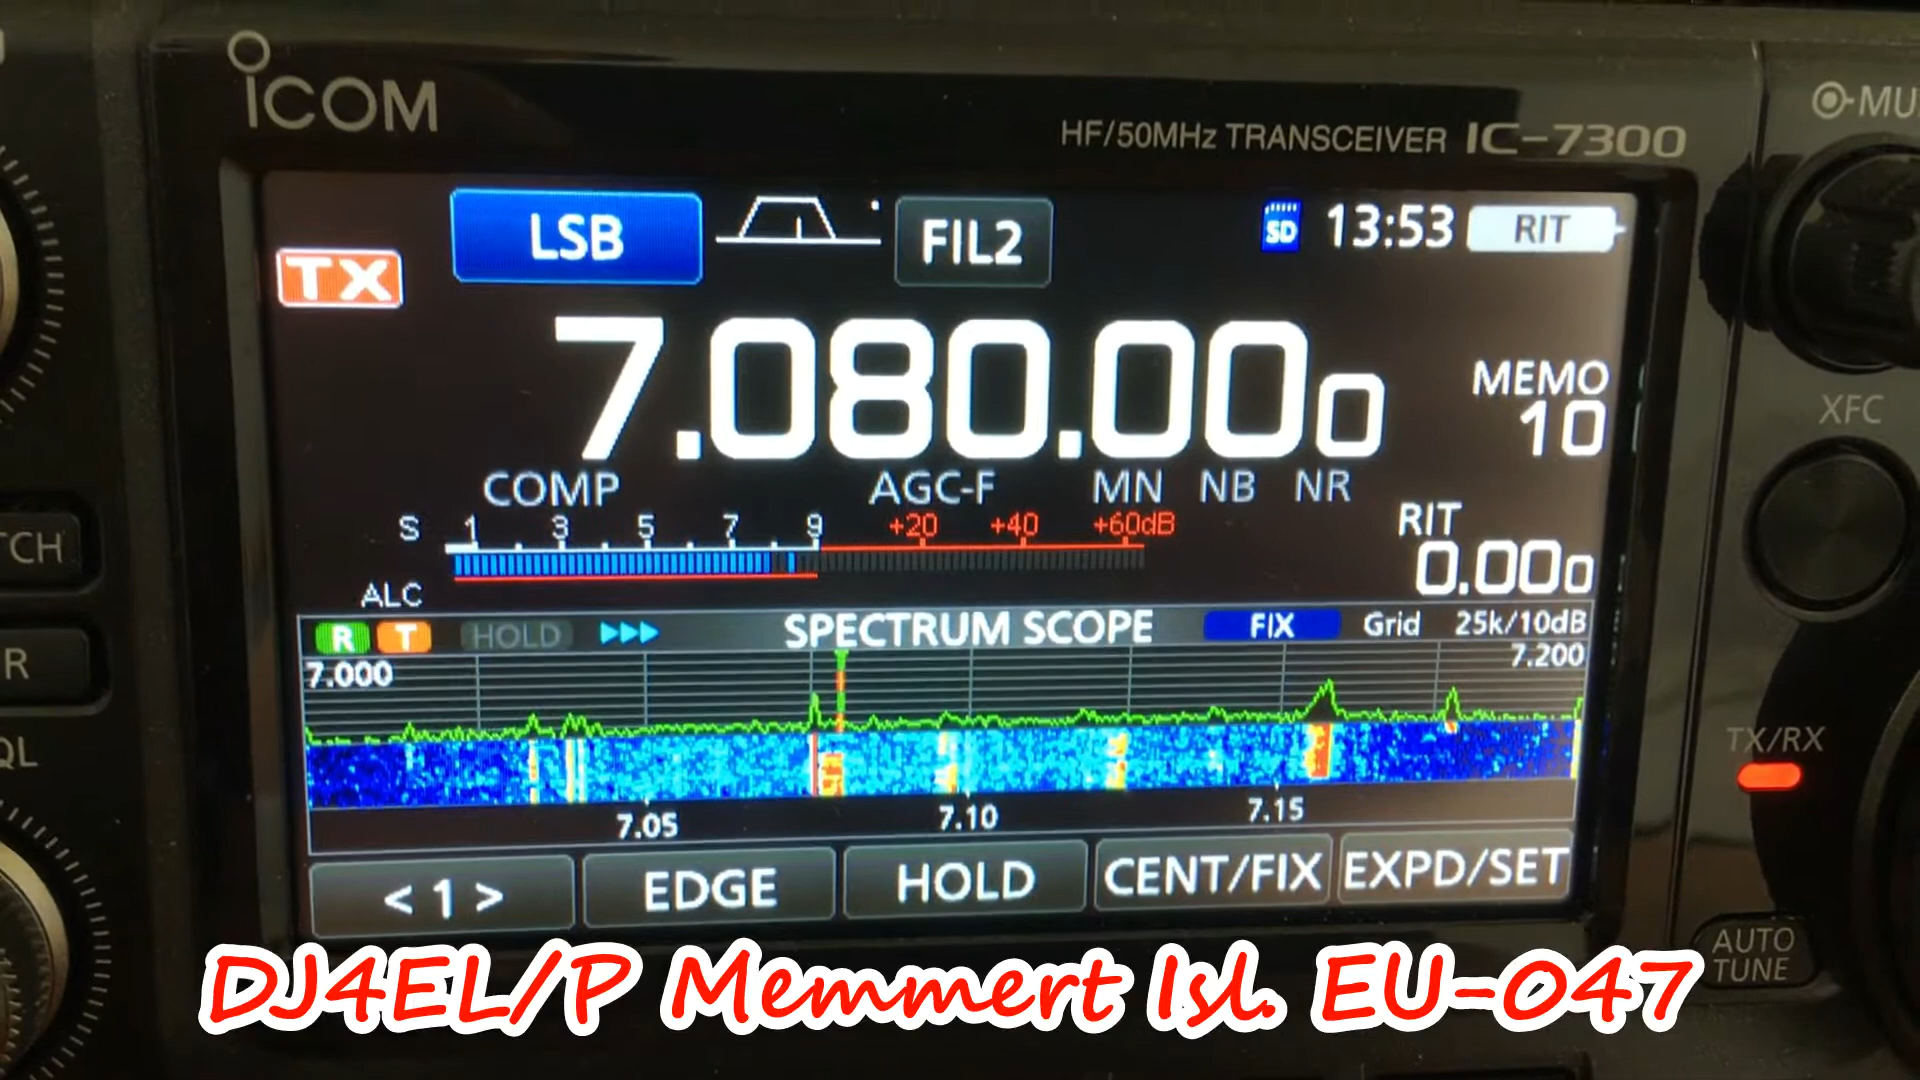 ICOM
HF/50MHz TRANSCEIVER IC-7300
LSB
FIL2
SD
13:53
RIT
TX
7.080.000
MEMO
10
COMP AGC-F MN NB NR
S 1 3 5 7 9 +20 +40 +60dB
RIT
0.000
ALC
R T HOLD SPECTRUM SCOPE FIX Grid 25k/10dB
7.000 7.200
7.05 7.10 7.15
< 1 > EDGE HOLD CENT/FIX EXPD/SET
XFC
TX/RX
AUTO
TUNE
DJ4EL/P Memmert Isl. EU-047